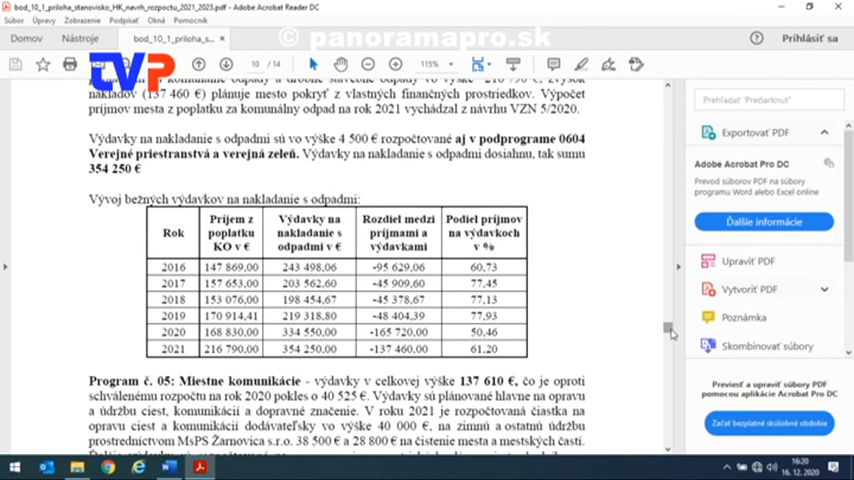 bod_10_1_priloha_stanovisko_HK_navrh_rozpoctu_2021_2023.pdf - Adobe Acrobat Reader DC
Súbor Úpravy Zobrazenie Podpísať Okná Pomocník
© panoramapro.sk
Domov Nástroje bod_10_1_priloha_s... × Prihlásiť sa
10 / 14 115%
TVP
nákladov (137 460 €) plánuje mesto pokryť z vlastných finančných prostriedkov. Výpočet
príjmov mesta z poplatku za komunálny odpad na rok 2021 vychádzal z návrhu VZN 5/2020.
Výdavky na nakladanie s odpadmi sú vo výške 4 500 € rozpočtované aj v podprograme 0604
Verejné priestranstvá a verejná zeleň. Výdavky na nakladanie s odpadmi dosiahnu, tak sumu
354 250 €
Vývoj bežných výdavkov na nakladanie s odpadmi:
Rok Príjem z poplatku KO v € Výdavky na nakladanie s odpadmi v € Rozdiel medzi príjmami a výdavkami Podiel príjmov na výdavkoch v %
2016 147 869,00 243 498,06 -95 629,06 60,73
2017 157 653,00 203 562,60 -45 909,60 77,45
2018 153 076,00 198 454,67 -45 378,67 77,13
2019 170 914,41 219 318,80 -48 404,39 77,93
2020 168 830,00 334 550,00 -165 720,00 50,46
2021 216 790,00 354 250,00 -137 460,00 61,20
Program č. 05: Miestne komunikácie - výdavky v celkovej výške 137 610 €, čo je oproti
schválenému rozpočtu na rok 2020 pokles o 40 525 €. Výdavky sú plánované hlavne na opravu
a údržbu ciest, komunikácií a dopravné značenie. V roku 2021 je rozpočtovaná čiastka na
opravu ciest a komunikácií dodávateľsky vo výške 40 000 €, na zimnú a ostatnú údržbu
prostredníctvom MsPS Žarnovica s.r.o. 38 500 € a 28 800 € na čistenie mesta a mestských častí.
Prehľadať "Prečiarknuť"
Exportovať PDF
Adobe Acrobat Pro DC
Prevod súborov PDF na súbory
programu Word alebo Excel online
Ďalšie informácie
Upraviť PDF
Vytvoriť PDF
Poznámka
Skombinovať súbory
Previesť a upraviť súbory PDF
pomocou aplikácie Acrobat Pro DC
Začať bezplatné skúšobné obdobie
16:20
16. 12. 2020